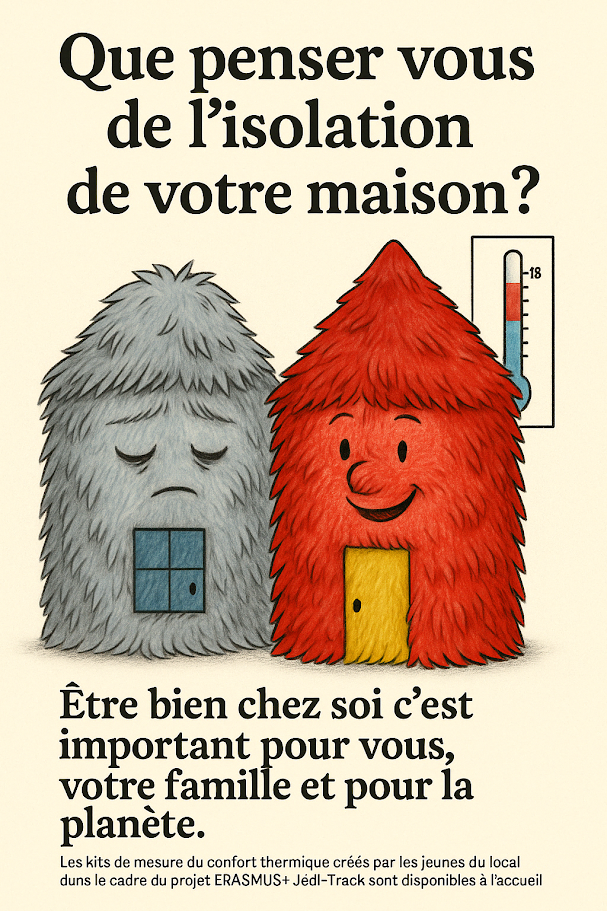 Que penser vous
de l’isolation
de votre maison?
-18
Être bien chez soi c’est
important pour vous,
votre famille et pour la
planète.
Les kits de mesure du confort thermique créés par les jeunes du local
duns le cadre du projet ERASMUS+ Jédl-Track sont disponibles à l’accueil